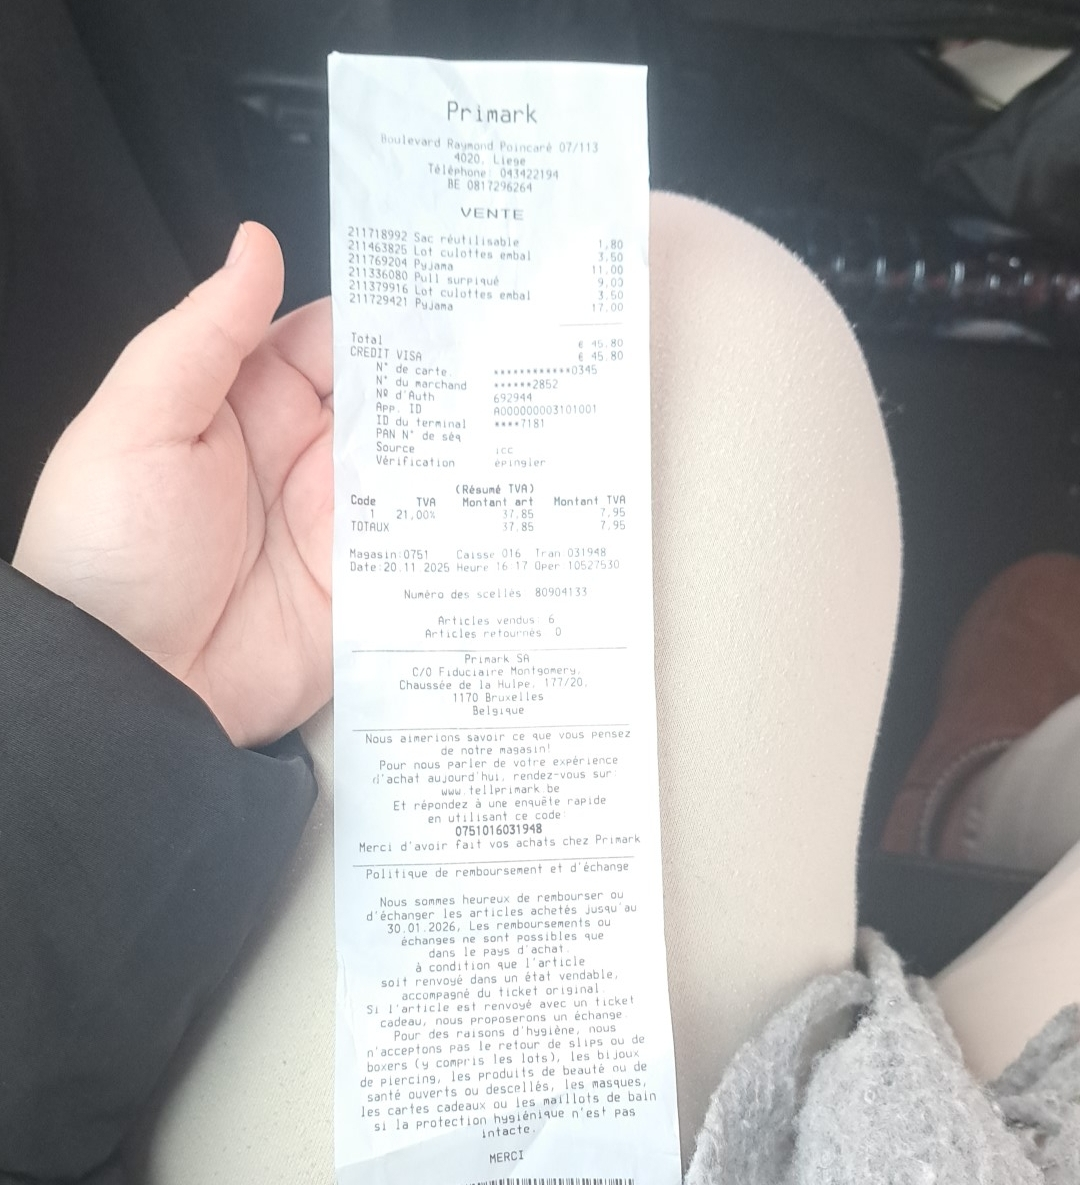 Primark
Boulevard Raymond Poincaré 07/113
4020, Liege
Téléphone: 043422194
BE 0817296264
VENTE
211718992 Sac réutilisable 1,80
211463825 Lot culottes embal 3,50
211769204 Pyjama 11,00
211336080 Pull surpiqué 9,00
211379916 Lot culottes embal 3,50
211729421 Pyjama 17,00
Total € 45,80
CREDIT VISA € 45,80
N° de carte. ************0345
N° du marchand ******2852
Nº d'Auth 692944
App. ID A000000003101001
ID du terminal ****7181
PAN N° de séq
Source icc
Vérification épingler
(Résumé TVA)
Code TVA Montant art Montant TVA
1 21,00% 37,85 7,95
TOTAUX 37,85 7,95
Magasin:0751 Caisse 016 Tran 031948
Date:20.11 2025 Heure 16 17 Oper 10527530
Numéro des scellés 80904133
Articles vendus: 6
Articles retournés 0
Primark SA
C/O Fiduciaire Montgomery,
Chaussée de la Hulpe, 177/20,
1170 Bruxelles
Belgique
Nous aimerions savoir ce que vous pensez
de notre magasin!
Pour nous parler de votre expérience
d'achat aujourd'hui, rendez-vous sur:
www.tellprimark.be
Et répondez à une enquête rapide
en utilisant ce code:
0751016031948
Merci d'avoir fait vos achats chez Primark
Politique de remboursement et d'échange
Nous sommes heureux de rembourser ou
d'échanger les articles achetés jusqu'au
30.01.2026, Les remboursements ou
échanges ne sont possibles que
dans le pays d'achat.
à condition que l'article
soit renvoyé dans un état vendable,
accompagné du ticket original.
Si l'article est renvoyé avec un ticket
cadeau, nous proposerons un échange.
Pour des raisons d'hygiène, nous
n'acceptons pas le retour de slips ou de
boxers (y compris les lots), les bijoux
de piercing, les produits de beauté ou de
santé ouverts ou descellés, les masques,
les cartes cadeaux ou les maillots de bain
si la protection hygiénique n'est pas
intacte.
MERCI